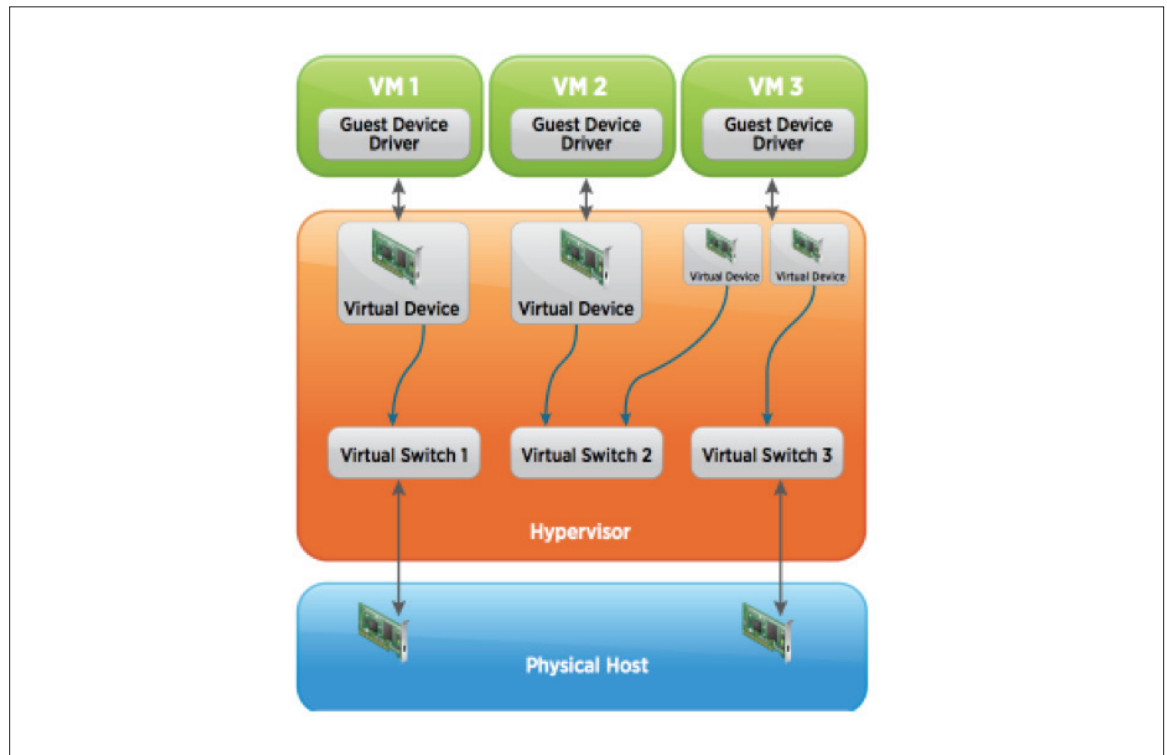 VM 1
Guest Device
Driver
VM 2
Guest Device
Driver
VM 3
Guest Device
Driver
Virtual Device
Virtual Device
Virtual Device
Virtual Device
Virtual Switch 1
Virtual Switch 2
Virtual Switch 3
Hypervisor
Physical Host